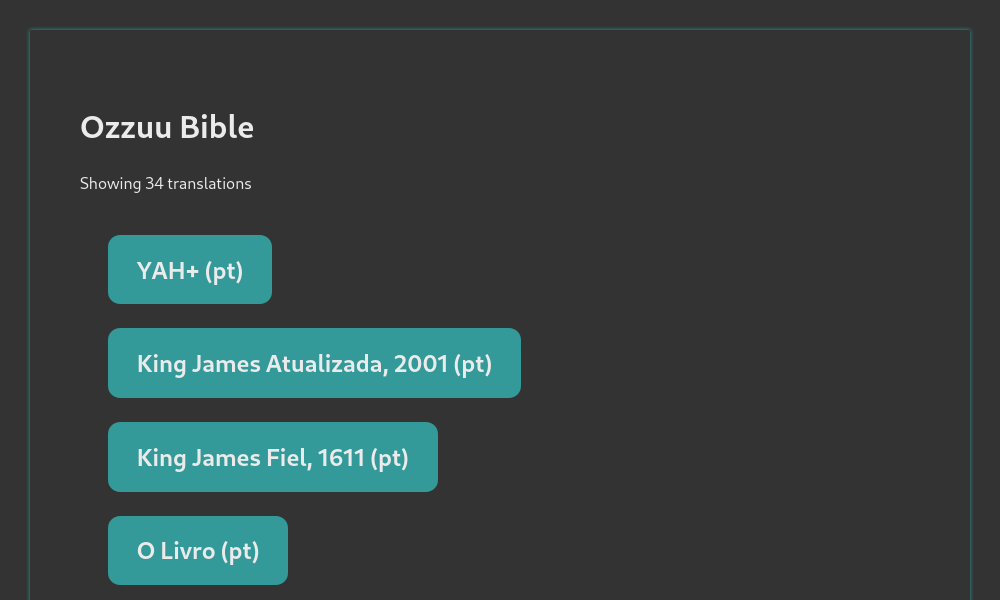 Ozzuu Bible
Showing 34 translations
YAH+ (pt)
King James Atualizada, 2001 (pt)
King James Fiel, 1611 (pt)
O Livro (pt)